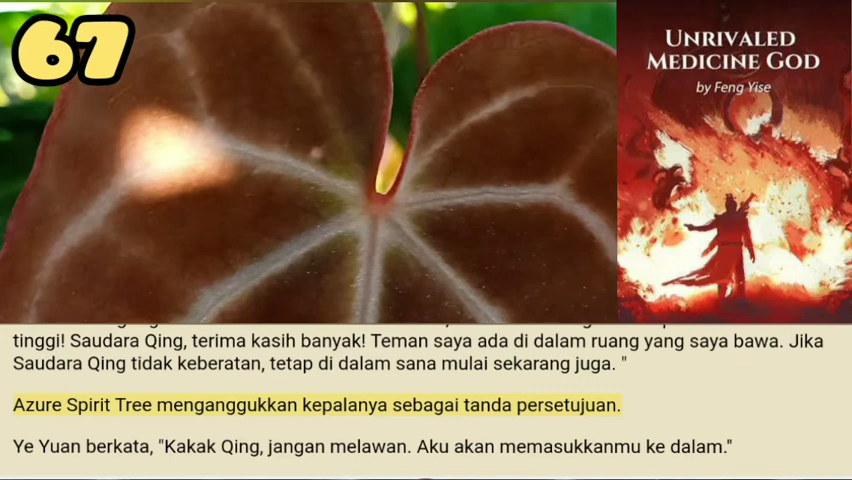 67
UNRIVALED
MEDICINE GOD
by Feng Yise
tinggi! Saudara Qing, terima kasih banyak! Teman saya ada di dalam ruang yang saya bawa. Jika
Saudara Qing tidak keberatan, tetap di dalam sana mulai sekarang juga. "
Azure Spirit Tree menganggukkan kepalanya sebagai tanda persetujuan.
Ye Yuan berkata, "Kakak Qing, jangan melawan. Aku akan memasukkanmu ke dalam."